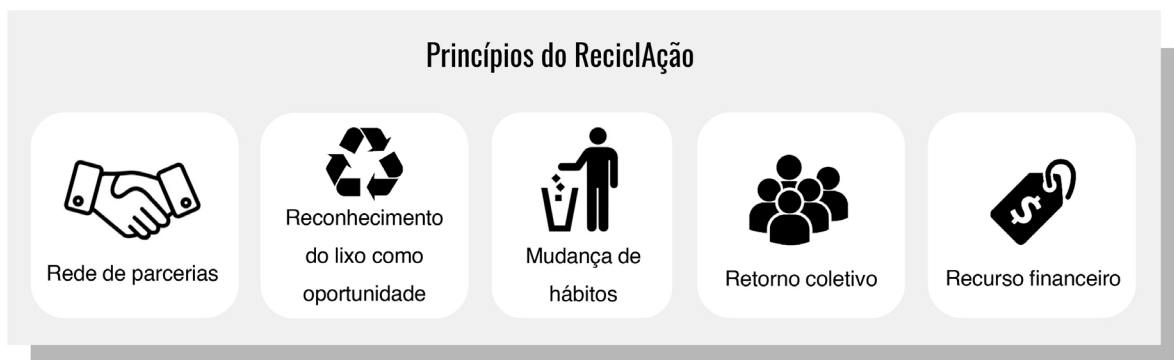 Princípios do ReciclAção
Rede de parcerias
Reconhecimento
do lixo como
oportunidade
Mudança de
hábitos
Retorno coletivo
Recurso financeiro
$